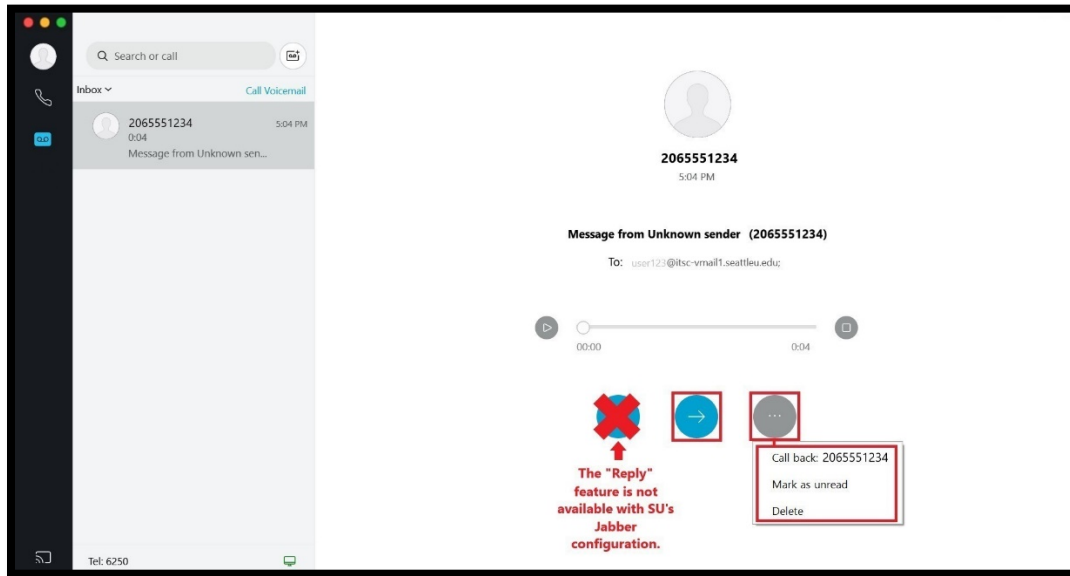 Search or call
Inbox
Call Voicemail
2065551234
5:04 PM
0:04
Message from Unknown sen...
Tel: 6250
2065551234
5:04 PM
Message from Unknown sender (2065551234)
To: user123@itsc-vmail1.seattleu.edu;
00:00
0:04
The "Reply"
feature is not
available with SU's
Jabber
configuration.
Call back: 2065551234
Mark as unread
Delete